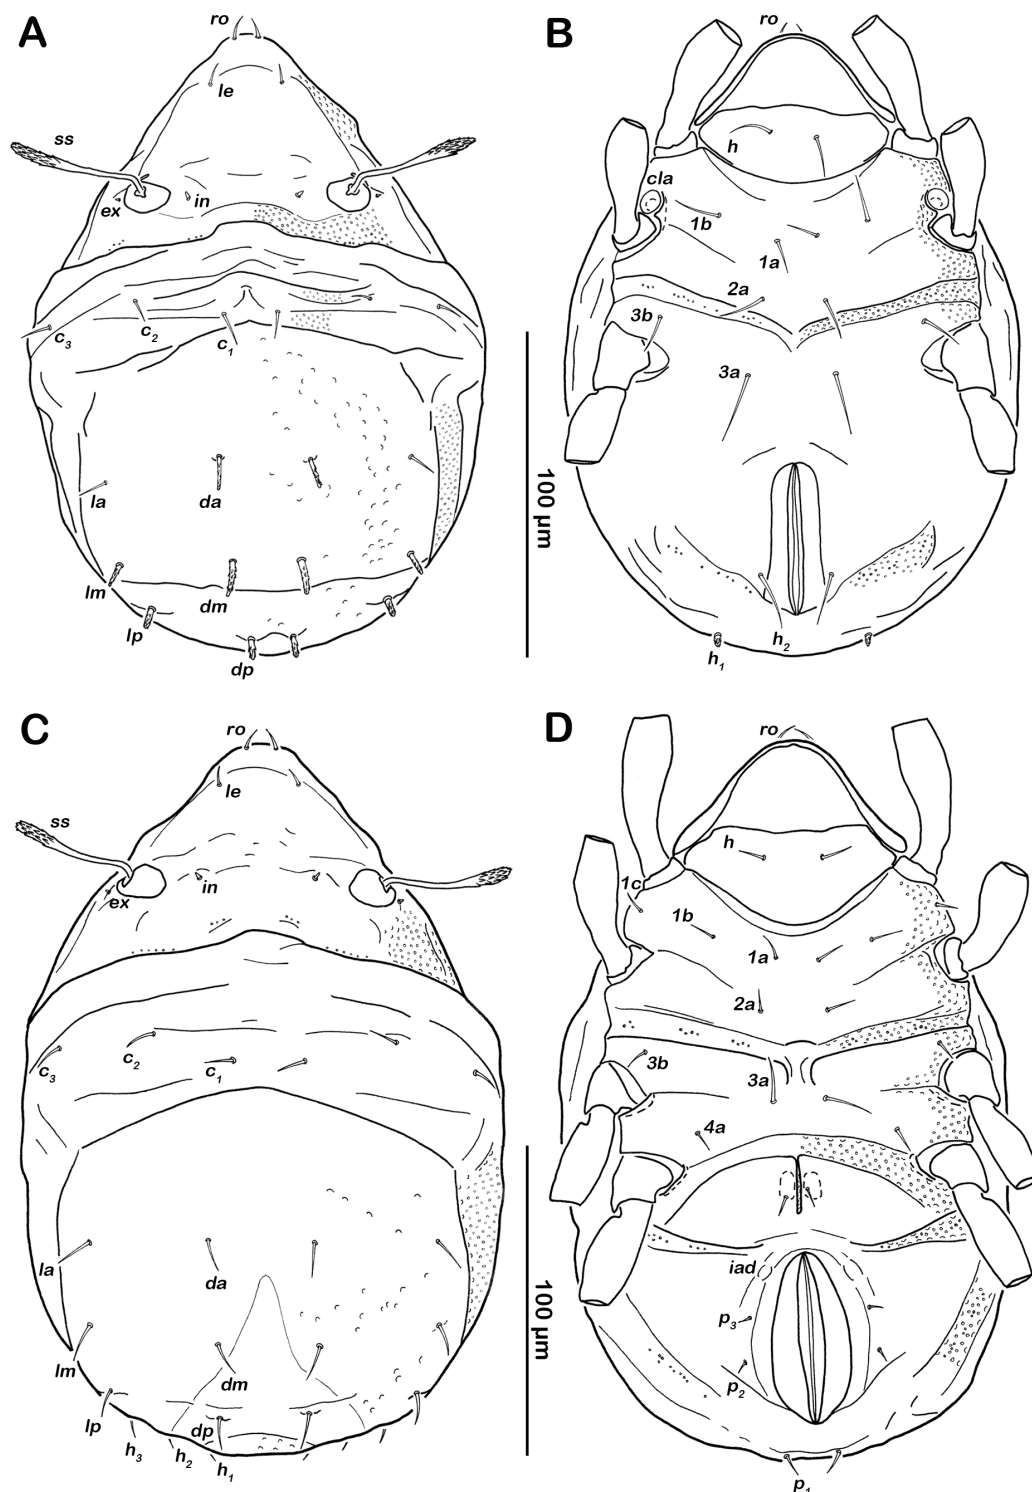 A
ro
le
ss
ex
in
c3
c2
c1
la
da
lm
dm
lp
dp
B
ro
h
cla
1b
1a
2a
3b
3a
h2
h1
100 µm
C
ro
le
ss
in
ex
c3
c2
c1
la
da
lm
dm
lp
dp
h3
h2
h1
D
ro
h
1c
1b
1a
2a
3b
3a
4a
iad
p3
p2
p1
100 µm